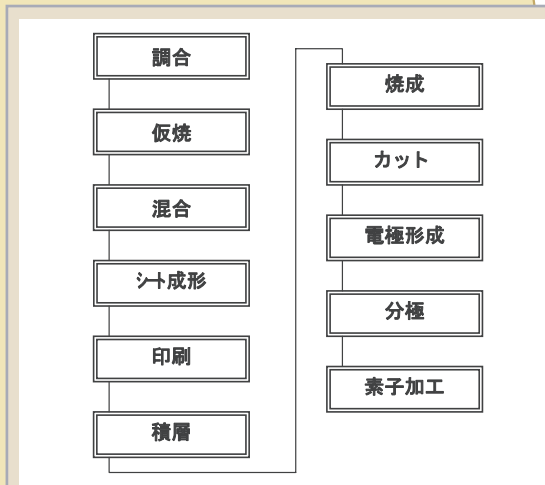 調合
仮焼
混合
シート成形
印刷
積層
焼成
カット
電極形成
分極
素子加工